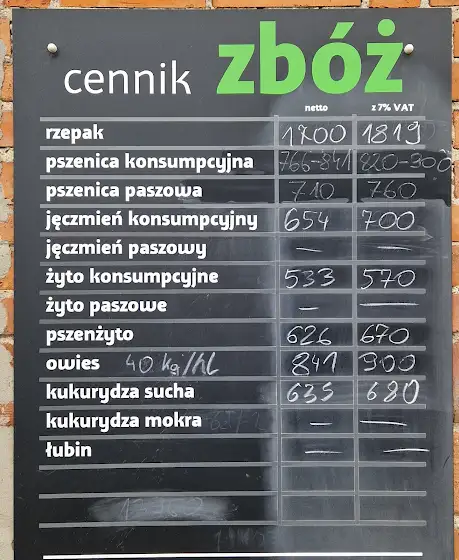 cennik zbóż
netto z 7% VAT
rzepak 1700 1819
pszenica konsumpcyjna 766-841 820-900
pszenica paszowa 710 760
jęczmień konsumpcyjny 654 700
jęczmień paszowy — —
żyto konsumpcyjne 533 570
żyto paszowe — —
pszenżyto 626 670
owies 40 kg/hl 841 900
kukurydza sucha 635 680
kukurydza mokra — —
łubin — —